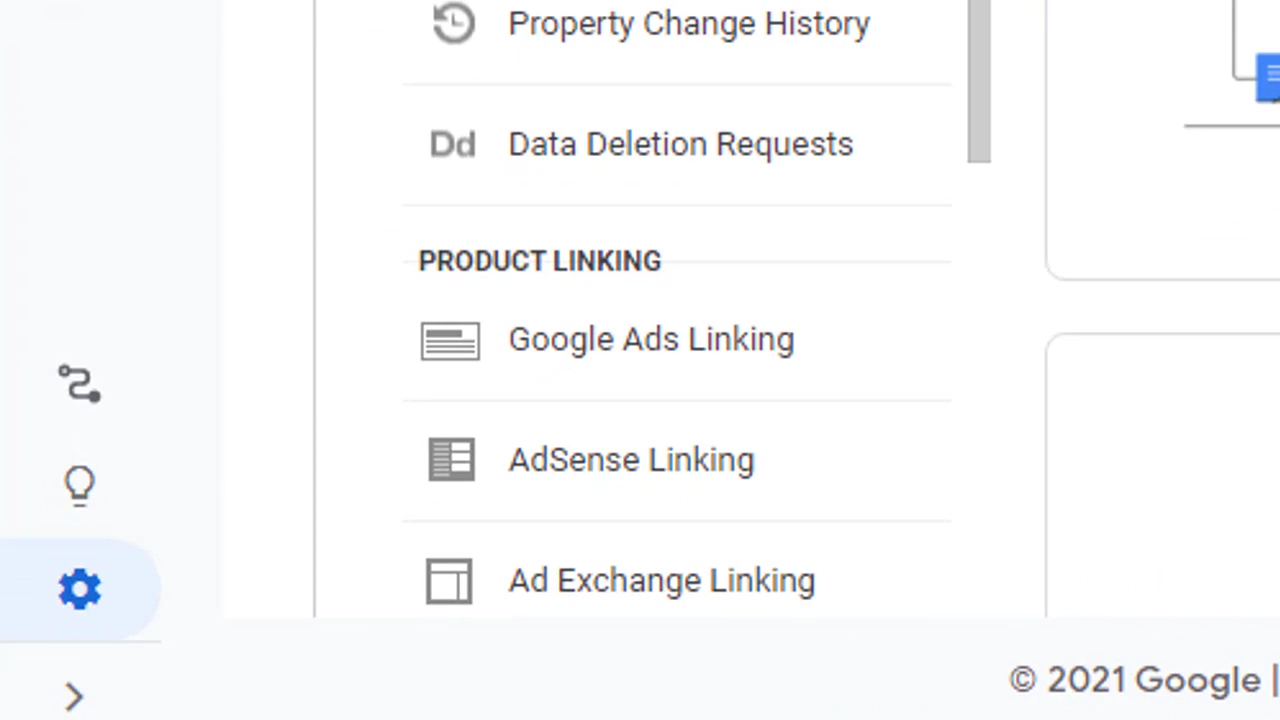 Property Change History
Dd Data Deletion Requests
PRODUCT LINKING
Google Ads Linking
AdSense Linking
Ad Exchange Linking
© 2021 Google |